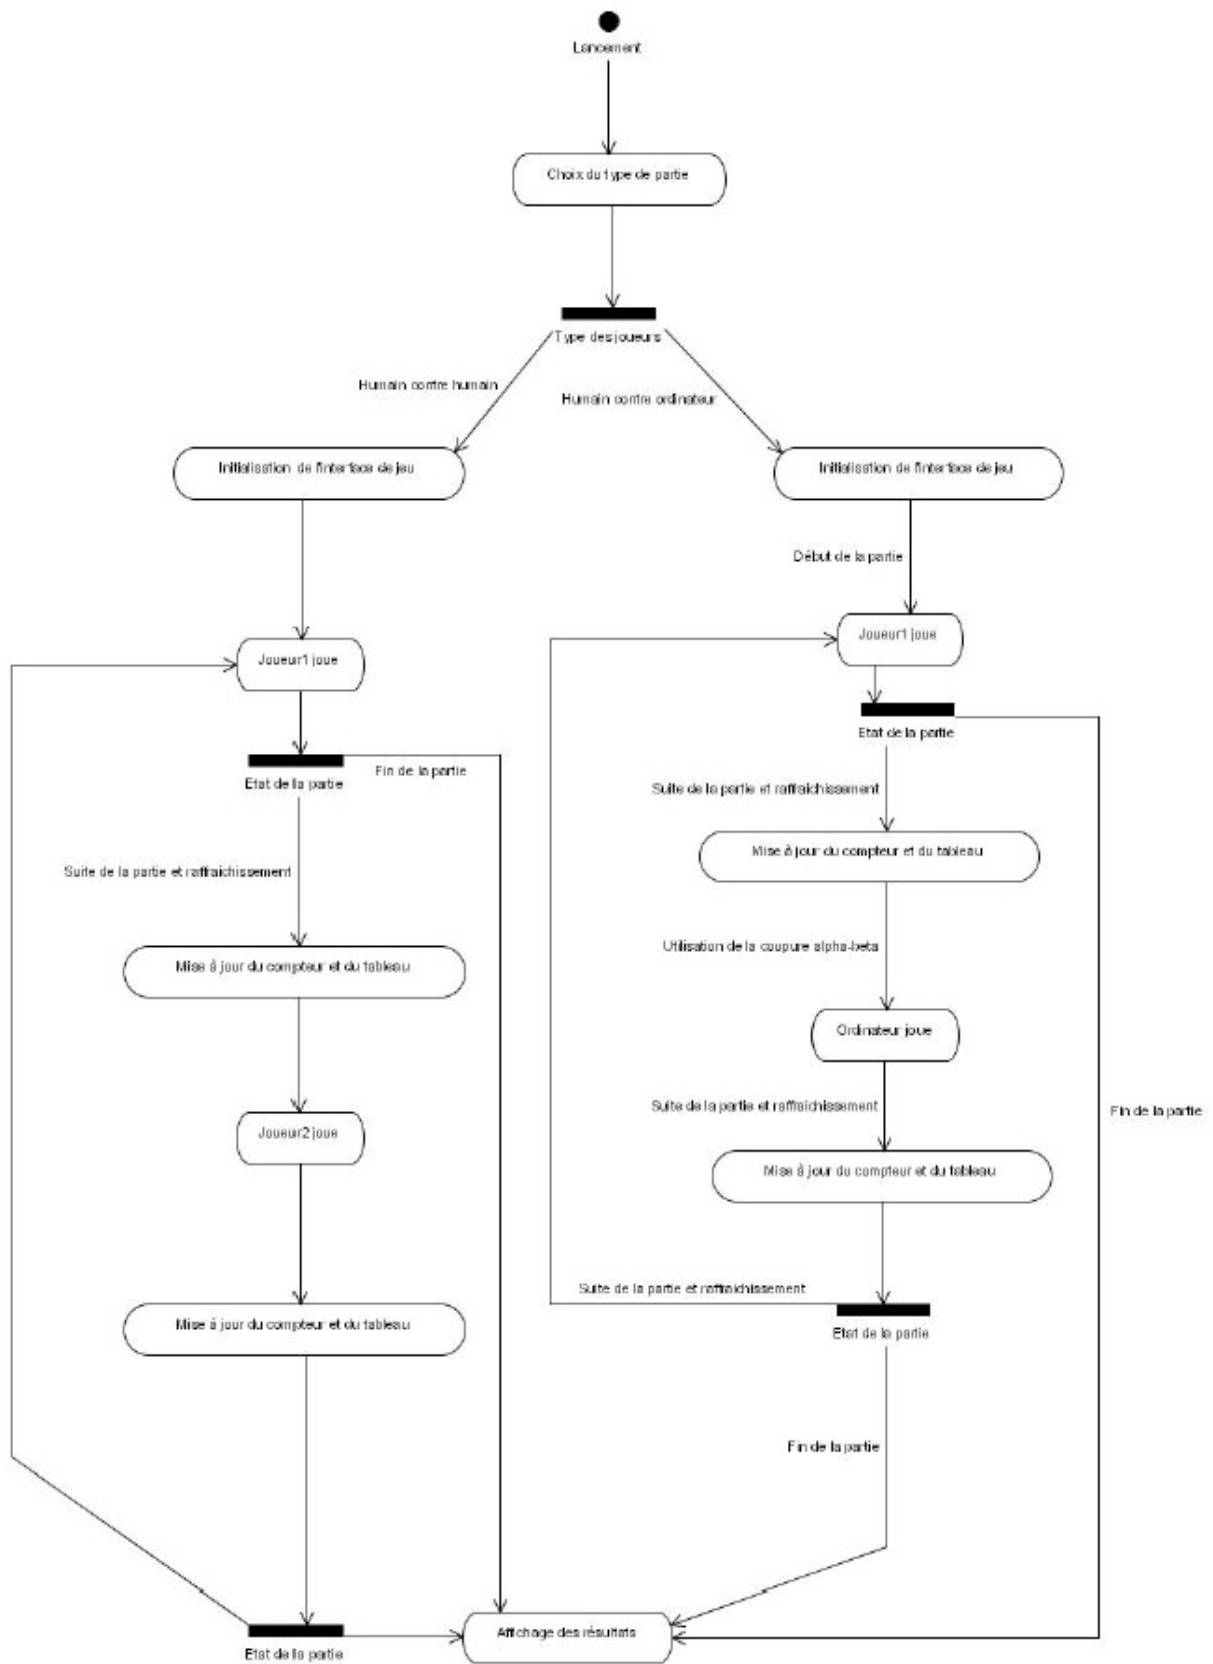 Lancement
Choix du type de partie
Type des joueurs
Humain contre humain
Humain contre ordinateur
Initialisation de l'interface de jeu
Initialisation de l'interface de jeu
Début de la partie
Joueur1 joue
Joueur1 joue
Etat de la partie
Fin de la partie
Etat de la partie
Suite de la partie et raffraichissement
Suite de la partie et raffraichissement
Mise à jour du compteur et du tableau
Utilisation de la coupure alpha-beta
Mise à jour du compteur et du tableau
Ordinateur joue
Suite de la partie et raffraichissement
Fin de la partie
Joueur2 joue
Mise à jour du compteur et du tableau
Suite de la partie et raffraichissement
Mise à jour du compteur et du tableau
Etat de la partie
Fin de la partie
Affichage des résultats
Etat de la partie